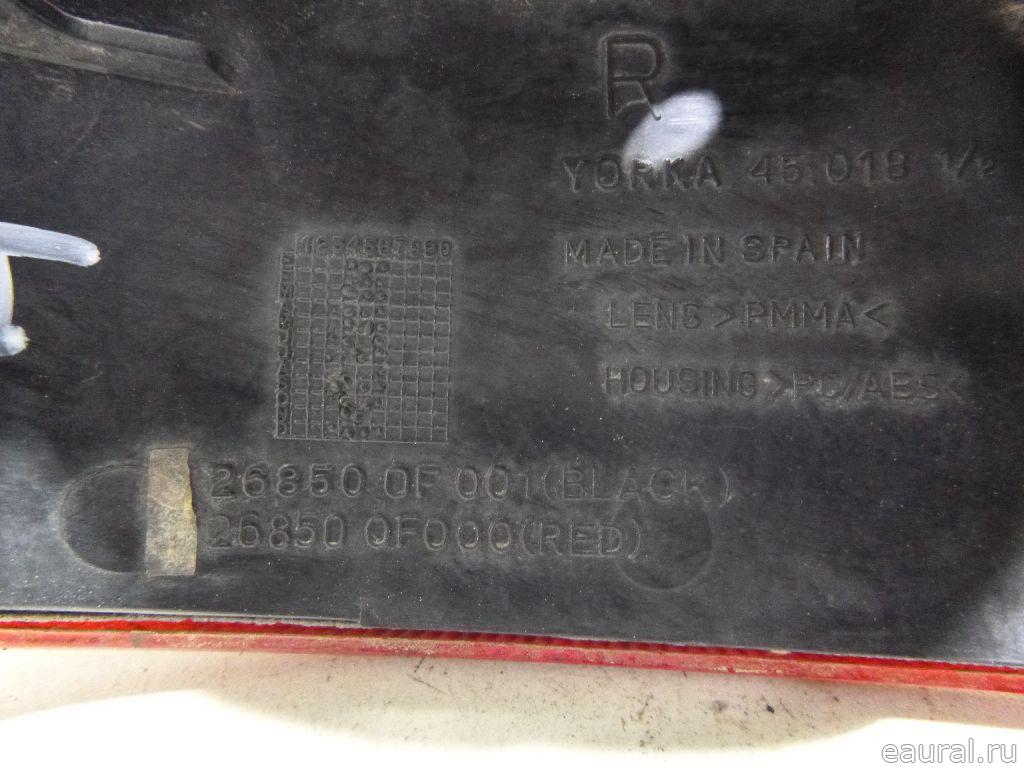 R
YORKA 45.018 1/2
MADE IN SPAIN
LENS >PMMA<
HOUSING >PC/ABS<
26850 0F 001(BLACK)
26850 0F000(RED)
eaural.ru